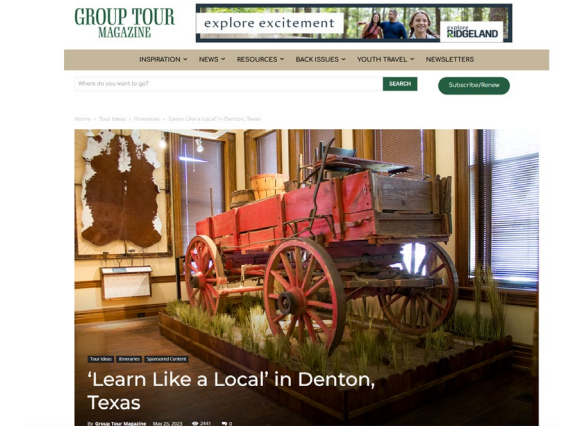 GROUP TOUR
MAGAZINE
explore excitement
explore
RIDGELAND
INSPIRATION NEWS RESOURCES BACK ISSUES YOUTH TRAVEL NEWSLETTERS
Where do you want to go?
SEARCH
Subscribe/Renew
Home » Tour Ideas » Itineraries » ‘Learn Like a Local’ in Denton, Texas
Tour Ideas Itineraries Sponsored Content
‘Learn Like a Local’ in Denton,
Texas
By Group Tour Magazine - May 25, 2023 2441 0